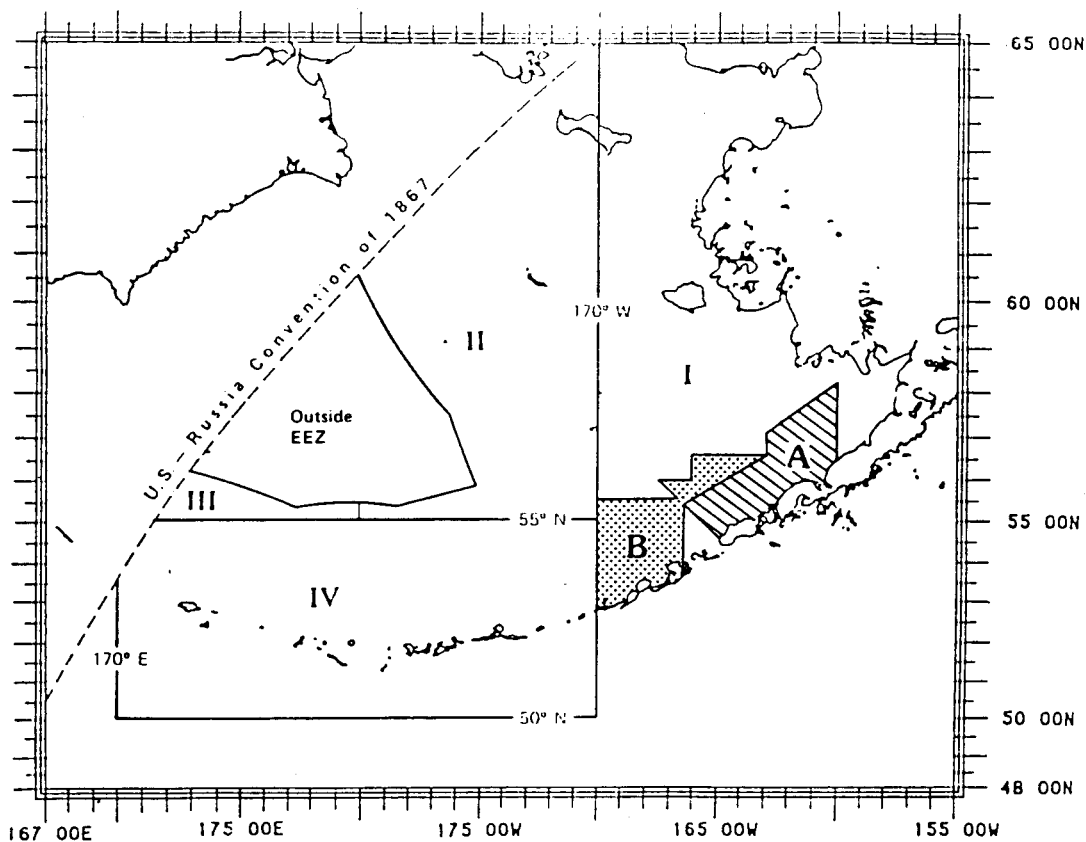 65 00N
U.S. - Russia Convention of 1867
60 00N
170° W
II
I
Outside
EEZ
A
III
55° N
55 00N
B
IV
170° E
50° N
50 00N
48 00N
167 00E
175 00E
175 00W
165 00W
155 00W